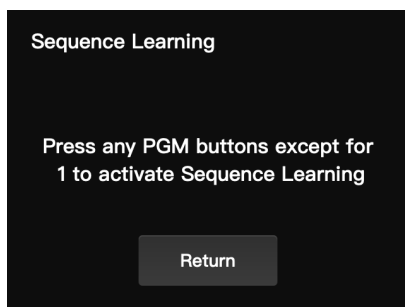 Sequence Learning
Press any PGM buttons except for
1 to activate Sequence Learning
Return